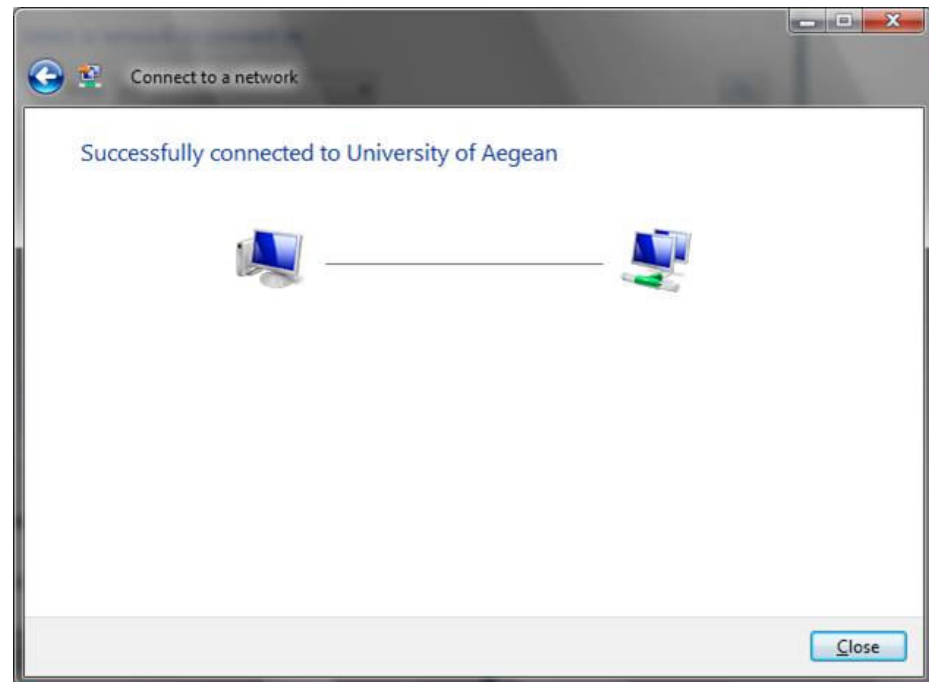 Connect to a network
Successfully connected to University of Aegean
Close